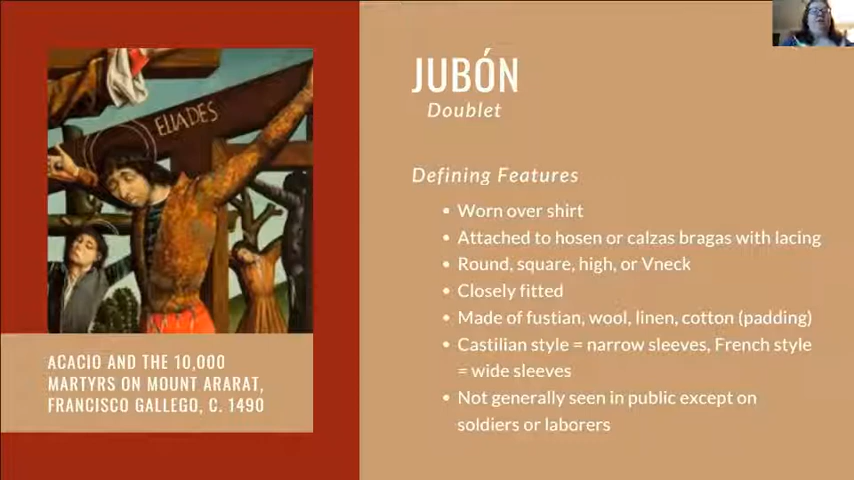 ELIADES
ACACIO AND THE 10,000
MARTYRS ON MOUNT ARARAT,
FRANCISCO GALLEGO, C. 1490
JUBÓN
Doublet
Defining Features
• Worn over shirt
• Attached to hosen or calzas bragas with lacing
• Round, square, high, or Vneck
• Closely fitted
• Made of fustian, wool, linen, cotton (padding)
• Castilian style = narrow sleeves, French style
= wide sleeves
• Not generally seen in public except on
soldiers or laborers